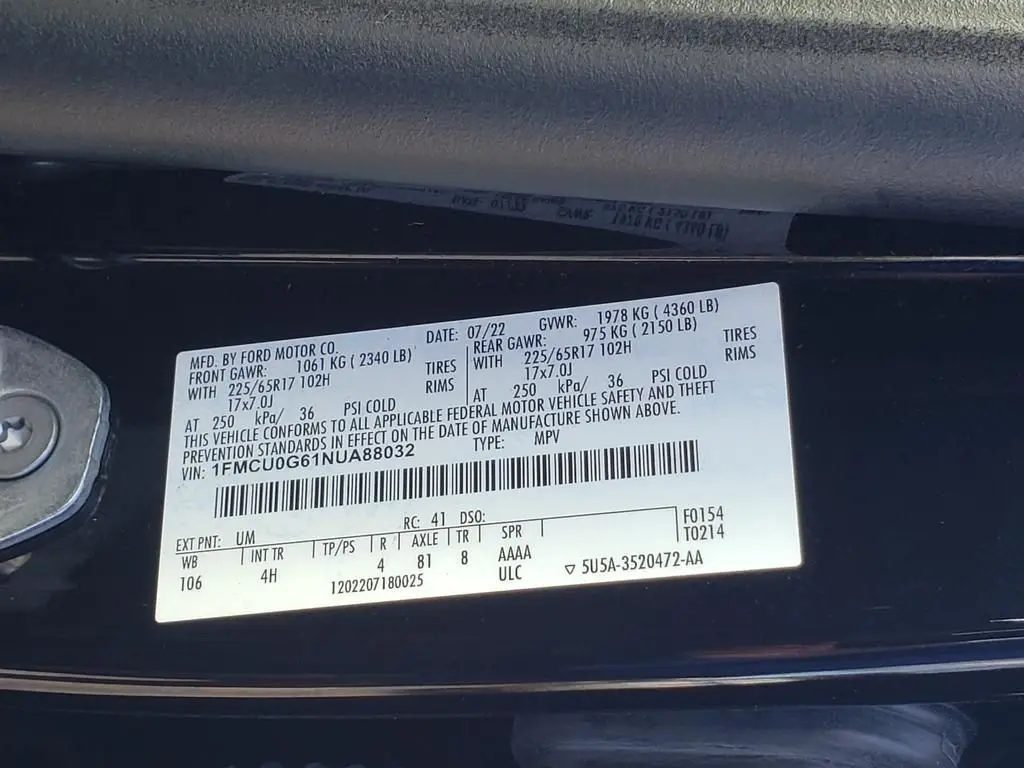 MFD. BY FORD MOTOR CO. DATE: 07/22 GVWR: 1978 KG ( 4360 LB)
FRONT GAWR: 1061 KG ( 2340 LB) REAR GAWR: 975 KG ( 2150 LB)
WITH 225/65R17 102H TIRES WITH 225/65R17 102H TIRES
17x7.0J RIMS 17x7.0J RIMS
AT 250 kPa/ 36 PSI COLD AT 250 kPa/ 36 PSI COLD
THIS VEHICLE CONFORMS TO ALL APPLICABLE FEDERAL MOTOR VEHICLE SAFETY AND THEFT
PREVENTION STANDARDS IN EFFECT ON THE DATE OF MANUFACTURE SHOWN ABOVE.
VIN: 1FMCU0G61NUA88032 TYPE: MPV
EXT PNT: UM RC: 41 DSO: F0154
WB INT TR TP/PS R AXLE TR SPR T0214
106 4H 4 81 8 AAAA
1202207180025 ULC ▽ 5U5A-3520472-AA